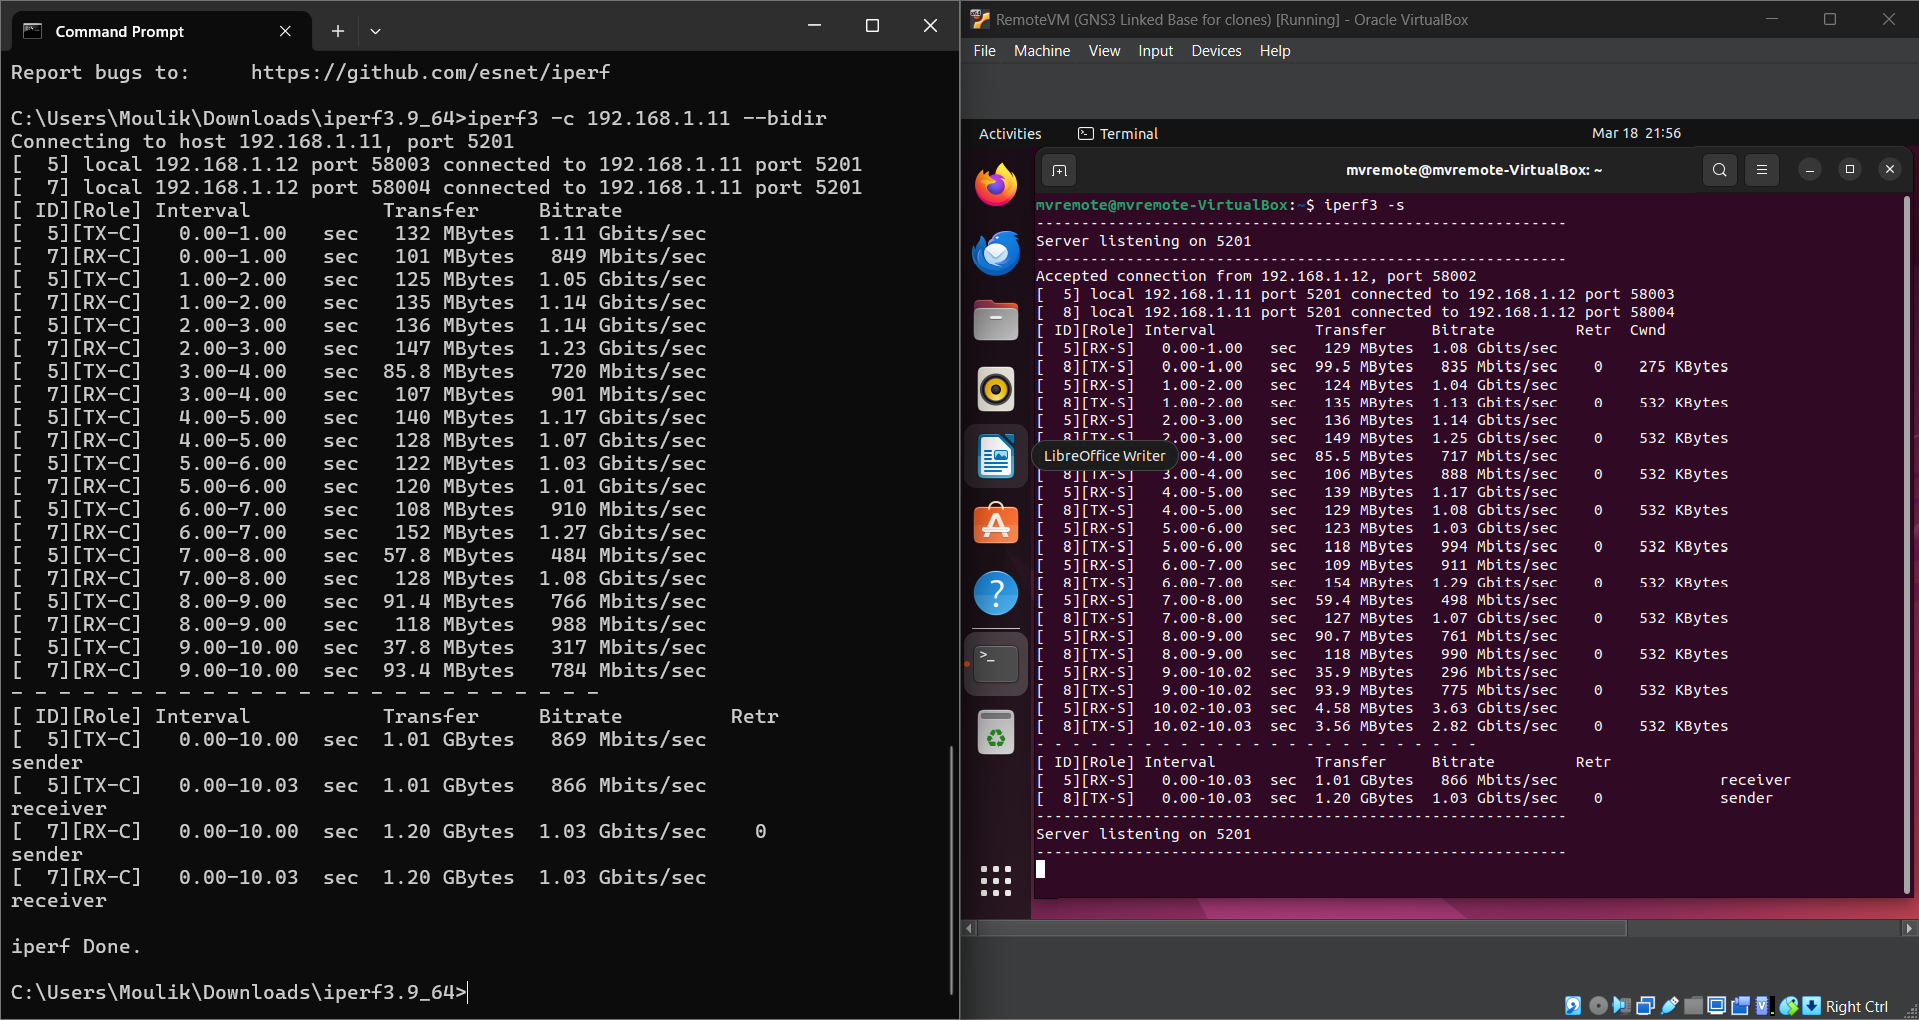 Command Prompt
Report bugs to:     https://github.com/esnet/iperf
C:\Users\Moulik\Downloads\iperf3.9_64>iperf3 -c 192.168.1.11 --bidir
Connecting to host 192.168.1.11, port 5201
[  5] local 192.168.1.12 port 58003 connected to 192.168.1.11 port 5201
[  7] local 192.168.1.12 port 58004 connected to 192.168.1.11 port 5201
[ ID][Role] Interval           Transfer     Bitrate
[  5][TX-C]   0.00-1.00   sec   132 MBytes  1.11 Gbits/sec
[  7][RX-C]   0.00-1.00   sec   101 MBytes   849 Mbits/sec
[  5][TX-C]   1.00-2.00   sec   125 MBytes  1.05 Gbits/sec
[  7][RX-C]   1.00-2.00   sec   135 MBytes  1.14 Gbits/sec
[  5][TX-C]   2.00-3.00   sec   136 MBytes  1.14 Gbits/sec
[  7][RX-C]   2.00-3.00   sec   147 MBytes  1.23 Gbits/sec
[  5][TX-C]   3.00-4.00   sec  85.8 MBytes   720 Mbits/sec
[  7][RX-C]   3.00-4.00   sec   107 MBytes   901 Mbits/sec
[  5][TX-C]   4.00-5.00   sec   140 MBytes  1.17 Gbits/sec
[  7][RX-C]   4.00-5.00   sec   128 MBytes  1.07 Gbits/sec
[  5][TX-C]   5.00-6.00   sec   122 MBytes  1.03 Gbits/sec
[  7][RX-C]   5.00-6.00   sec   120 MBytes  1.01 Gbits/sec
[  5][TX-C]   6.00-7.00   sec   108 MBytes   910 Mbits/sec
[  7][RX-C]   6.00-7.00   sec   152 MBytes  1.27 Gbits/sec
[  5][TX-C]   7.00-8.00   sec  57.8 MBytes   484 Mbits/sec
[  7][RX-C]   7.00-8.00   sec   128 MBytes  1.08 Gbits/sec
[  5][TX-C]   8.00-9.00   sec  91.4 MBytes   766 Mbits/sec
[  7][RX-C]   8.00-9.00   sec   118 MBytes   988 Mbits/sec
[  5][TX-C]   9.00-10.00  sec  37.8 MBytes   317 Mbits/sec
[  7][RX-C]   9.00-10.00  sec  93.4 MBytes   784 Mbits/sec
- - - - - - - - - - - - - - - - - - - - - - - - -
[ ID][Role] Interval           Transfer     Bitrate         Retr
[  5][TX-C]   0.00-10.00  sec  1.01 GBytes   869 Mbits/sec
sender
[  5][TX-C]   0.00-10.03  sec  1.01 GBytes   866 Mbits/sec
receiver
[  7][RX-C]   0.00-10.00  sec  1.20 GBytes  1.03 Gbits/sec    0
sender
[  7][RX-C]   0.00-10.03  sec  1.20 GBytes  1.03 Gbits/sec
receiver
iperf Done.
C:\Users\Moulik\Downloads\iperf3.9_64>
RemoteVM (GNS3 Linked Base for clones) [Running] - Oracle VirtualBox
File Machine View Input Devices Help
Activities Terminal Mar 18 21:56
mvremote@mvremote-VirtualBox: ~
mvremote@mvremote-VirtualBox:~$ iperf3 -s
-----------------------------------------------------------
Server listening on 5201
-----------------------------------------------------------
Accepted connection from 192.168.1.12, port 58002
[  5] local 192.168.1.11 port 5201 connected to 192.168.1.12 port 58003
[  8] local 192.168.1.11 port 5201 connected to 192.168.1.12 port 58004
[ ID][Role] Interval           Transfer     Bitrate         Retr  Cwnd
[  5][RX-S]   0.00-1.00   sec   129 MBytes  1.08 Gbits/sec
[  8][TX-S]   0.00-1.00   sec  99.5 MBytes   835 Mbits/sec    0    275 KBytes
[  5][RX-S]   1.00-2.00   sec   124 MBytes  1.04 Gbits/sec
[  8][TX-S]   1.00-2.00   sec   135 MBytes  1.13 Gbits/sec    0    532 KBytes
[  5][RX-S]   2.00-3.00   sec   136 MBytes  1.14 Gbits/sec
[  8][TX-S]   2.00-3.00   sec   149 MBytes  1.25 Gbits/sec    0    532 KBytes
LibreOffice Writer
.00-4.00   sec  85.5 MBytes   717 Mbits/sec
[  8][TX-S]   3.00-4.00   sec   106 MBytes   888 Mbits/sec    0    532 KBytes
[  5][RX-S]   4.00-5.00   sec   139 MBytes  1.17 Gbits/sec
[  8][TX-S]   4.00-5.00   sec   129 MBytes  1.08 Gbits/sec    0    532 KBytes
[  5][RX-S]   5.00-6.00   sec   123 MBytes  1.03 Gbits/sec
[  8][TX-S]   5.00-6.00   sec   118 MBytes   994 Mbits/sec    0    532 KBytes
[  5][RX-S]   6.00-7.00   sec   109 MBytes   911 Mbits/sec
[  8][TX-S]   6.00-7.00   sec   154 MBytes  1.29 Gbits/sec    0    532 KBytes
[  5][RX-S]   7.00-8.00   sec  59.4 MBytes   498 Mbits/sec
[  8][TX-S]   7.00-8.00   sec   127 MBytes  1.07 Gbits/sec    0    532 KBytes
[  5][RX-S]   8.00-9.00   sec  90.7 MBytes   761 Mbits/sec
[  8][TX-S]   8.00-9.00   sec   118 MBytes   990 Mbits/sec    0    532 KBytes
[  5][RX-S]   9.00-10.02  sec  35.9 MBytes   296 Mbits/sec
[  8][TX-S]   9.00-10.02  sec  93.9 MBytes   775 Mbits/sec    0    532 KBytes
[  5][RX-S]  10.02-10.03  sec  4.58 MBytes  3.63 Gbits/sec
[  8][TX-S]  10.02-10.03  sec  3.56 MBytes  2.82 Gbits/sec    0    532 KBytes
- - - - - - - - - - - - - - - - - - - - - - - - -
[ ID][Role] Interval           Transfer     Bitrate         Retr
[  5][RX-S]   0.00-10.03  sec  1.01 GBytes   866 Mbits/sec                  receiver
[  8][TX-S]   0.00-10.03  sec  1.20 GBytes  1.03 Gbits/sec    0             sender
-----------------------------------------------------------
Server listening on 5201
-----------------------------------------------------------
Right Ctrl